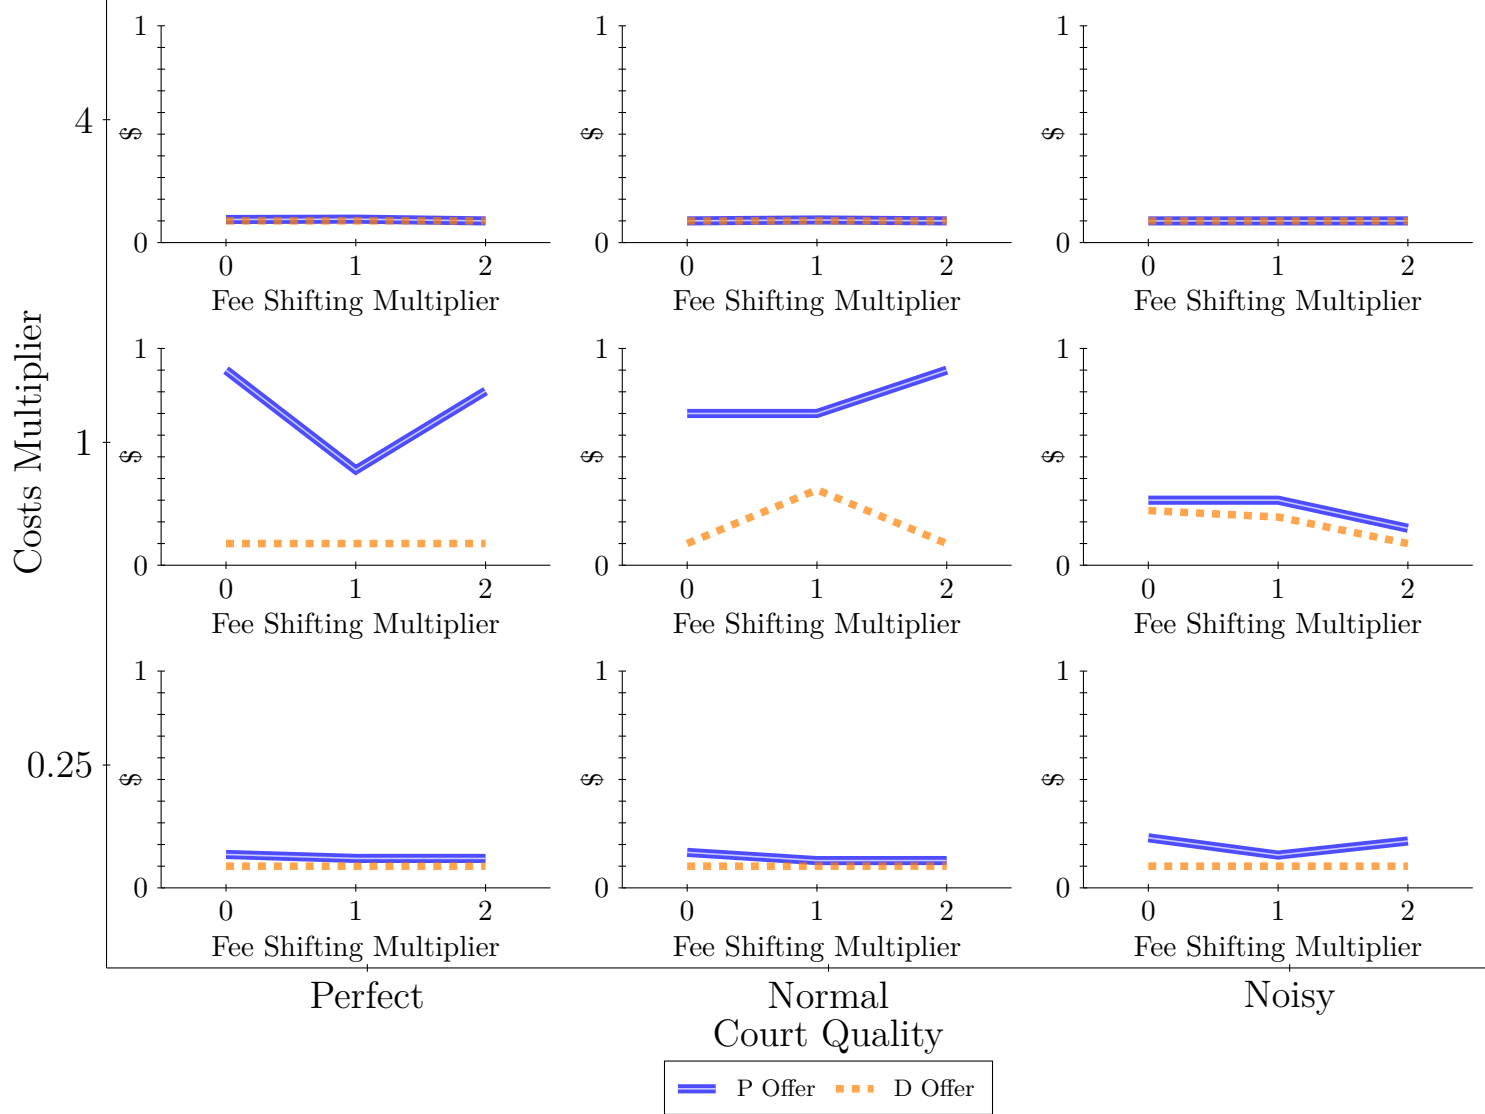 Costs Multiplier
4
1
0.25
1
$
0
0 1 2
Fee Shifting Multiplier
1
$
0
0 1 2
Fee Shifting Multiplier
1
$
0
0 1 2
Fee Shifting Multiplier
1
$
0
0 1 2
Fee Shifting Multiplier
1
$
0
0 1 2
Fee Shifting Multiplier
1
$
0
0 1 2
Fee Shifting Multiplier
1
$
0
0 1 2
Fee Shifting Multiplier
1
$
0
0 1 2
Fee Shifting Multiplier
1
$
0
0 1 2
Fee Shifting Multiplier
Perfect Normal Noisy
Court Quality
P Offer D Offer